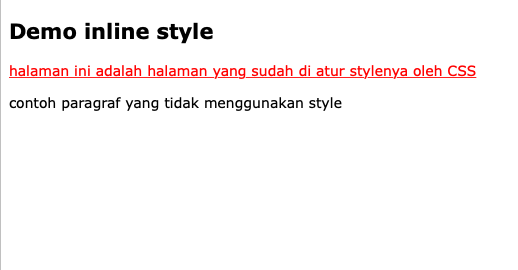 Demo inline style
halaman ini adalah halaman yang sudah di atur stylenya oleh CSS
contoh paragraf yang tidak menggunakan style